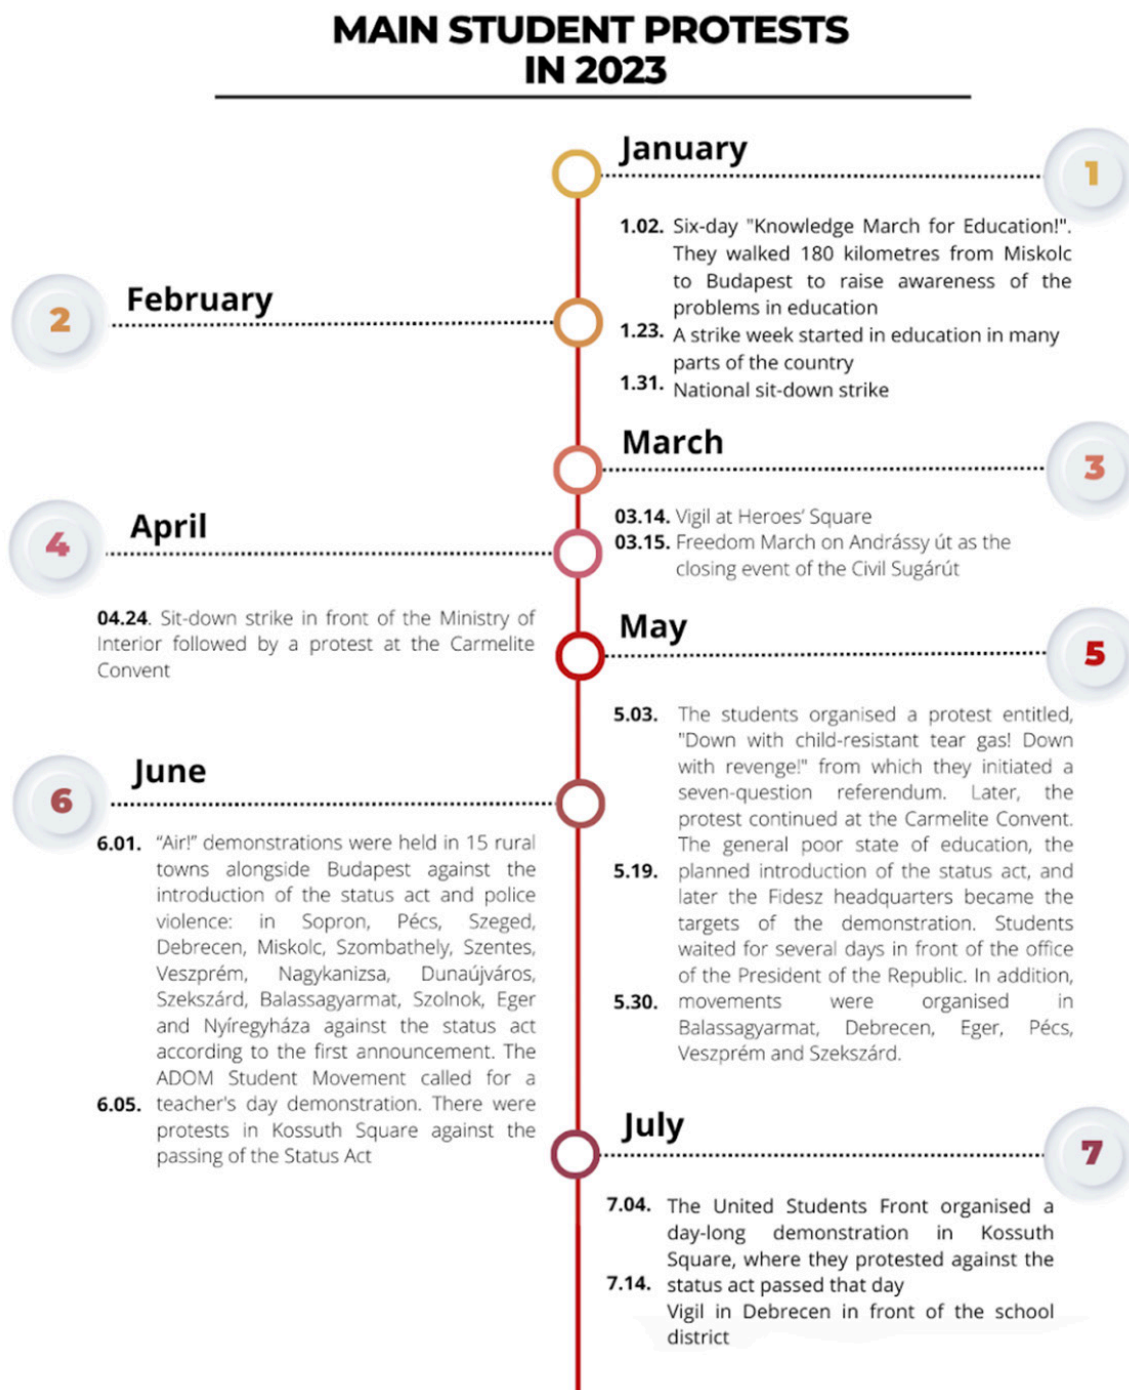 MAIN STUDENT PROTESTS
IN 2023
January
1
1.02. Six-day "Knowledge March for Education!".
They walked 180 kilometres from Miskolc
to Budapest to raise awareness of the
problems in education
1.23. A strike week started in education in many
parts of the country
1.31. National sit-down strike
2
February
March
3
03.14. Vigil at Heroes' Square
03.15. Freedom March on Andrássy út as the
closing event of the Civil Sugárút
4
April
04.24. Sit-down strike in front of the Ministry of
Interior followed by a protest at the Carmelite
Convent
May
5
5.03. The students organised a protest entitled,
"Down with child-resistant tear gas! Down
with revenge!" from which they initiated a
seven-question referendum. Later, the
protest continued at the Carmelite Convent.
The general poor state of education, the
5.19. planned introduction of the status act, and
later the Fidesz headquarters became the
targets of the demonstration. Students
waited for several days in front of the office
of the President of the Republic. In addition,
5.30. movements were organised in
Balassagyarmat, Debrecen, Eger, Pécs,
Veszprém and Szekszárd.
6
June
6.01. “Air!” demonstrations were held in 15 rural
towns alongside Budapest against the
introduction of the status act and police
violence: in Sopron, Pécs, Szeged,
Debrecen, Miskolc, Szombathely, Szentes,
Veszprém, Nagykanizsa, Dunaújváros,
Szekszárd, Balassagyarmat, Szolnok, Eger
and Nyíregyháza against the status act
according to the first announcement. The
ADOM Student Movement called for a
6.05. teacher's day demonstration. There were
protests in Kossuth Square against the
passing of the Status Act
July
7
7.04. The United Students Front organised a
day-long demonstration in Kossuth
Square, where they protested against the
7.14. status act passed that day
Vigil in Debrecen in front of the school
district